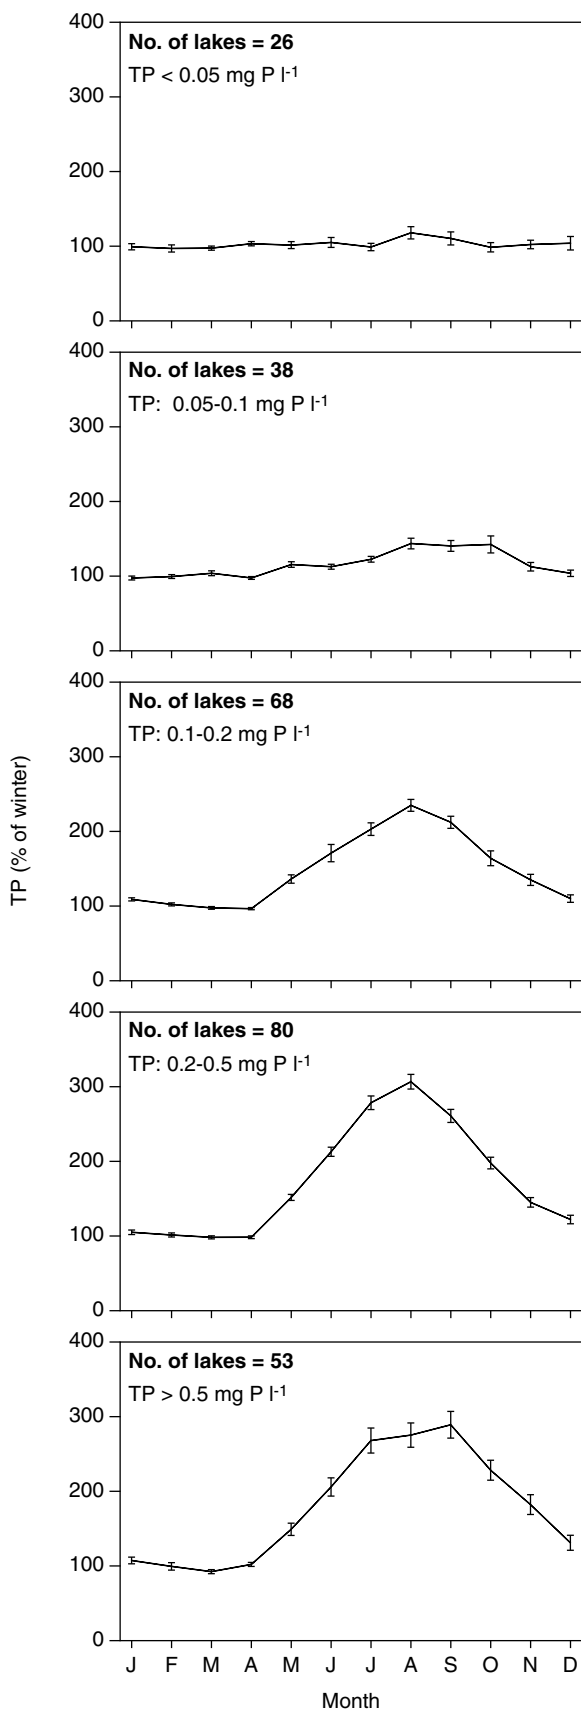 400
No. of lakes = 26
TP < 0.05 mg P l-1
300
200
100
0
400
No. of lakes = 38
TP: 0.05-0.1 mg P l-1
300
200
100
0
400
No. of lakes = 68
TP: 0.1-0.2 mg P l-1
300
200
100
0
TP (% of winter)
400
No. of lakes = 80
TP: 0.2-0.5 mg P l-1
300
200
100
0
400
No. of lakes = 53
TP > 0.5 mg P l-1
300
200
100
0
J F M A M J J A S O N D
Month